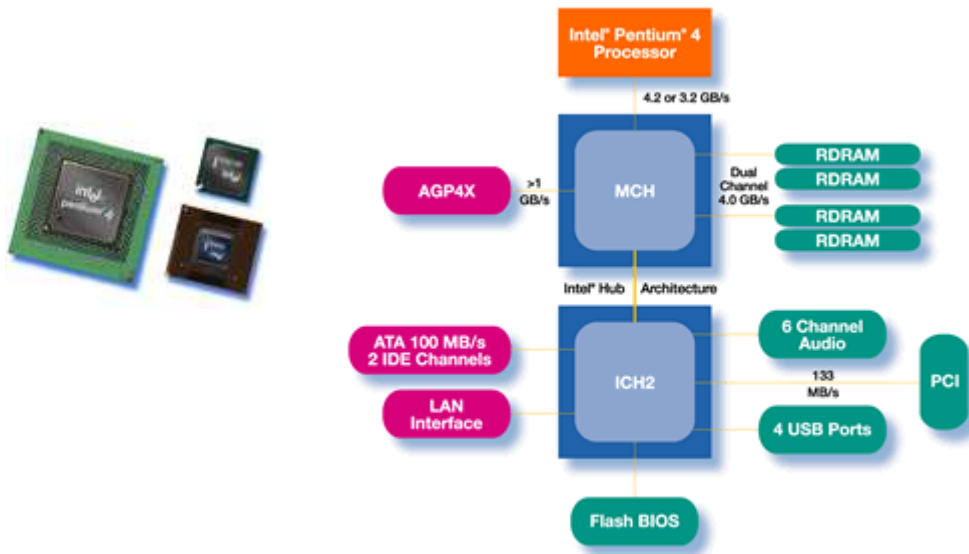 intel
pentium 4
intel
intel
Intel® Pentium® 4
Processor
4.2 or 3.2 GB/s
AGP4X
>1
GB/s
MCH
Dual
Channel
4.0 GB/s
RDRAM
RDRAM
RDRAM
RDRAM
Intel® Hub Architecture
ATA 100 MB/s
2 IDE Channels
LAN
Interface
ICH2
6 Channel
Audio
133
MB/s
PCI
4 USB Ports
Flash BIOS